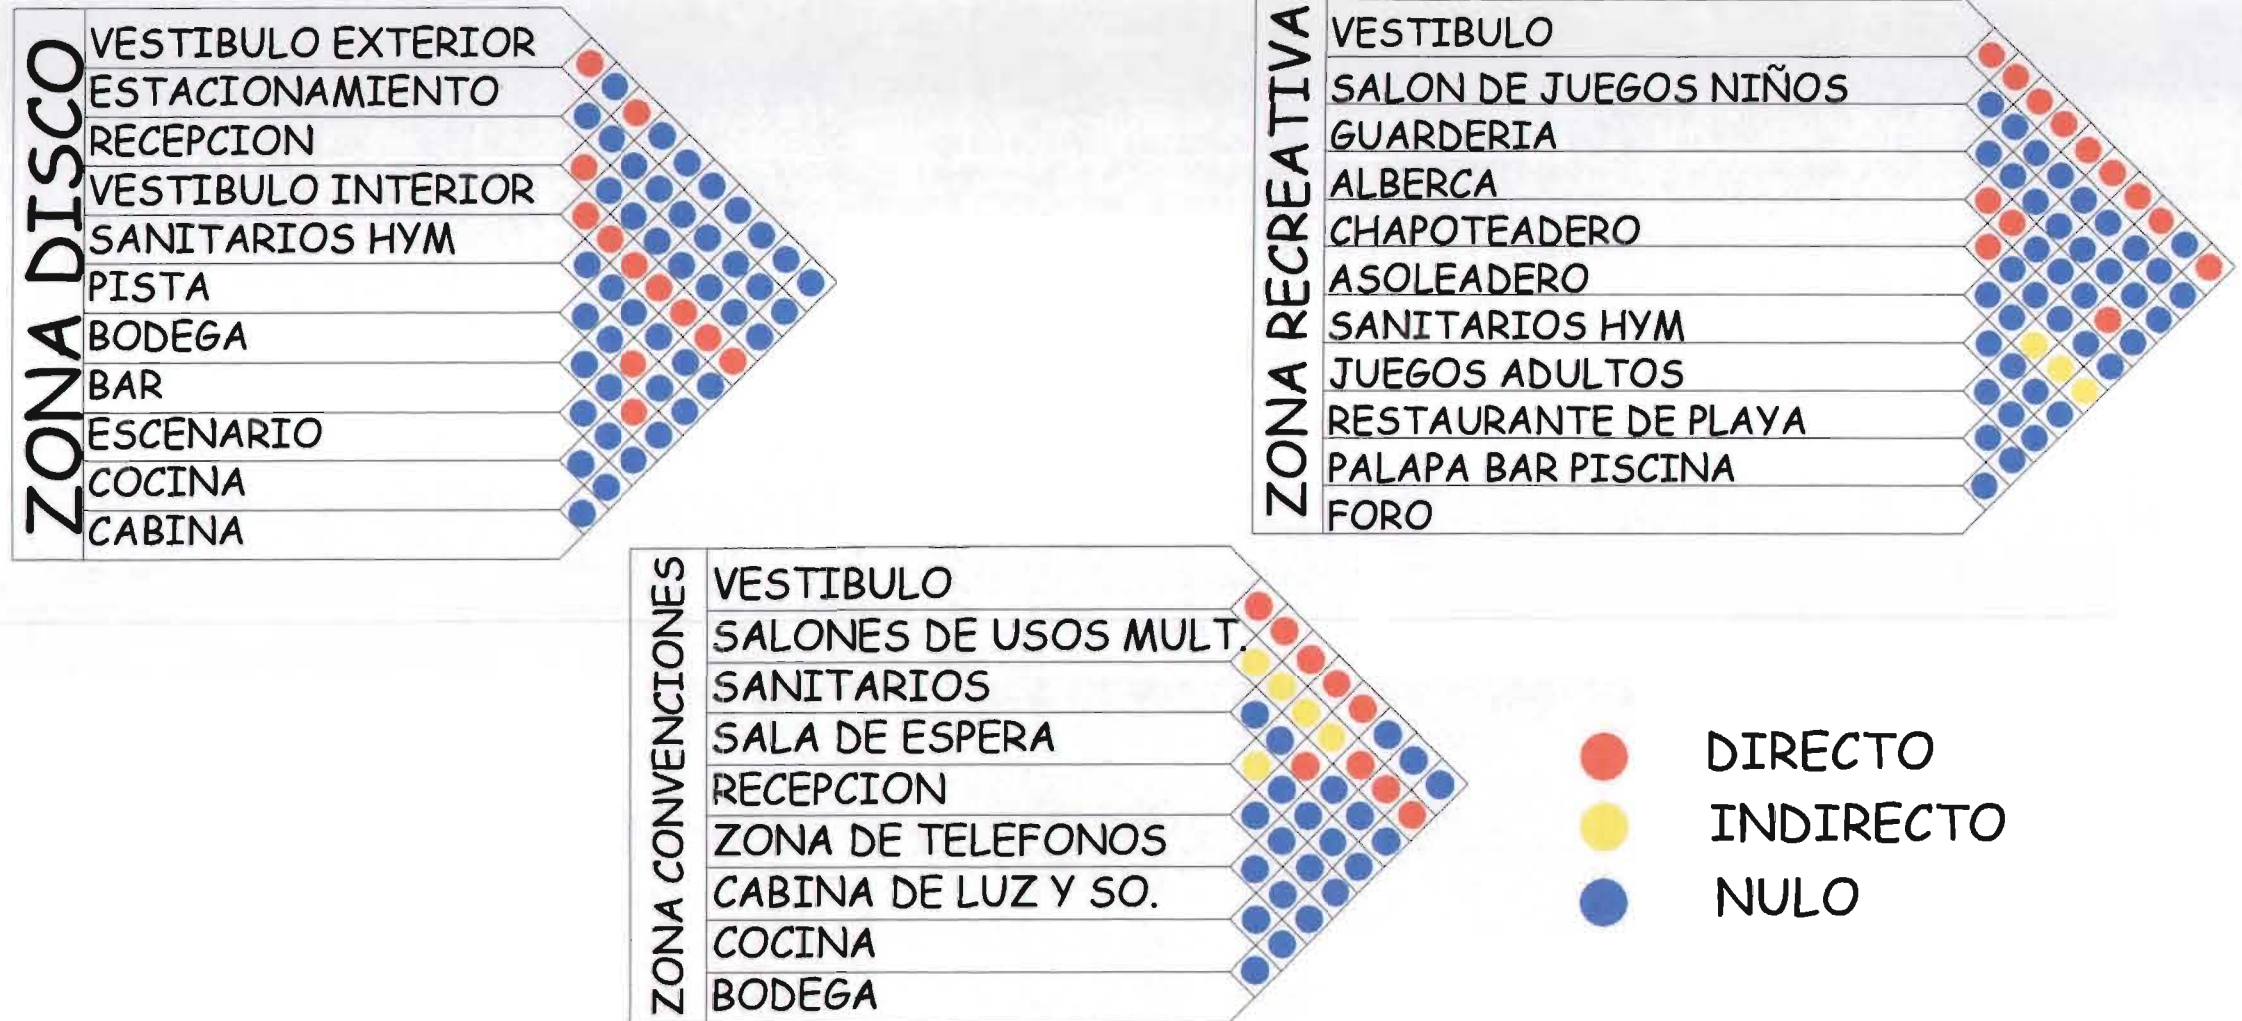 ZONA DISCO
VESTIBULO EXTERIOR
ESTACIONAMIENTO
RECEPCION
VESTIBULO INTERIOR
SANITARIOS HYM
PISTA
BODEGA
BAR
ESCENARIO
COCINA
CABINA
ZONA RECREATIVA
VESTIBULO
SALON DE JUEGOS NIÑOS
GUARDERIA
ALBERCA
CHAPOTEADERO
ASOLEADERO
SANITARIOS HYM
JUEGOS ADULTOS
RESTAURANTE DE PLAYA
PALAPA BAR PISCINA
FORO
ZONA CONVENCIONES
VESTIBULO
SALONES DE USOS MULT.
SANITARIOS
SALA DE ESPERA
RECEPCION
ZONA DE TELEFONOS
CABINA DE LUZ Y SO.
COCINA
BODEGA
DIRECTO
INDIRECTO
NULO